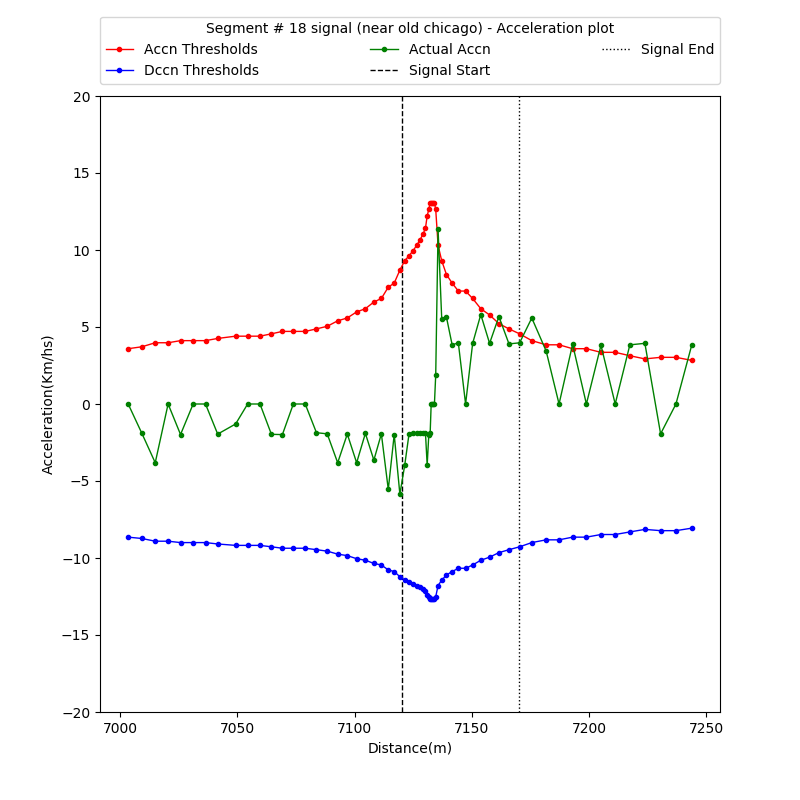 Segment # 18 signal (near old chicago) - Acceleration plot
Accn Thresholds
Dccn Thresholds
Actual Accn
Signal Start
Signal End
20
15
10
5
0
−5
−10
−15
−20
Acceleration(Km/hs)
7000 7050 7100 7150 7200 7250
Distance(m)